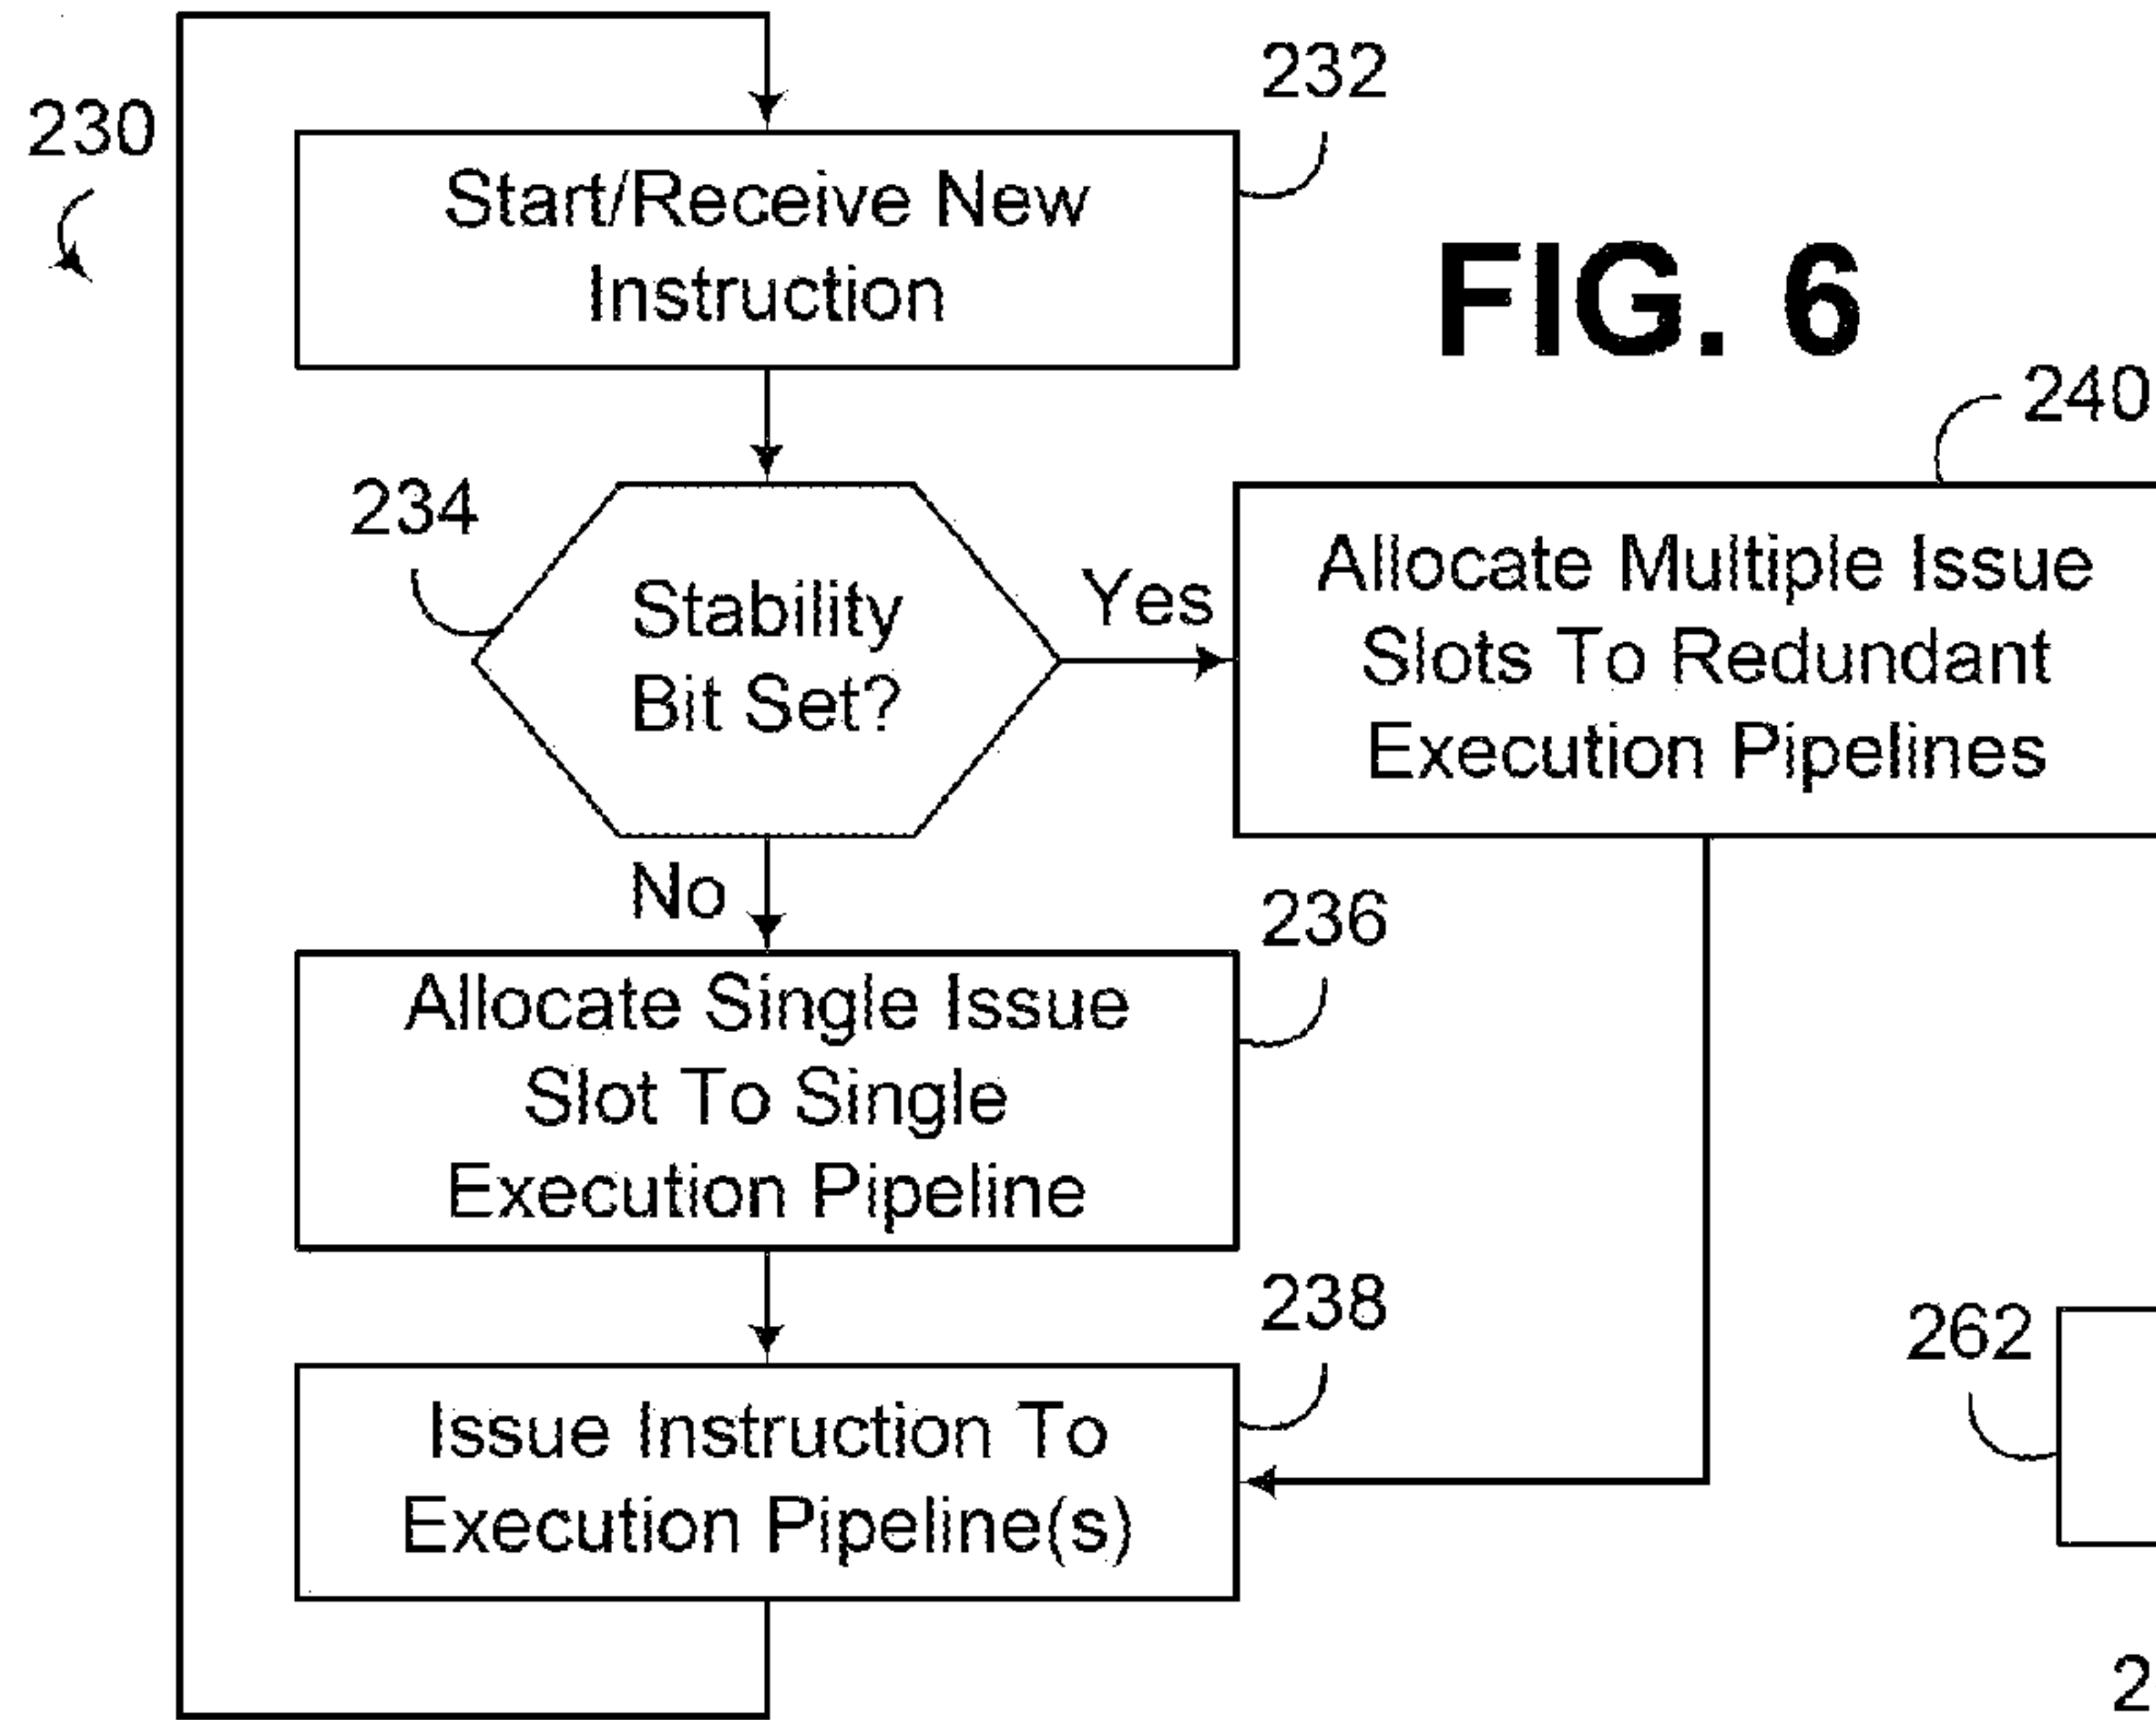 230
232
Start/Receive New
Instruction
FIG. 6
240
234
Stability
Bit Set?
Yes
Allocate Multiple Issue
Slots To Redundant
Execution Pipelines
No
236
Allocate Single Issue
Slot To Single
Execution Pipeline
238
Issue Instruction To
Execution Pipeline(s)
262
2